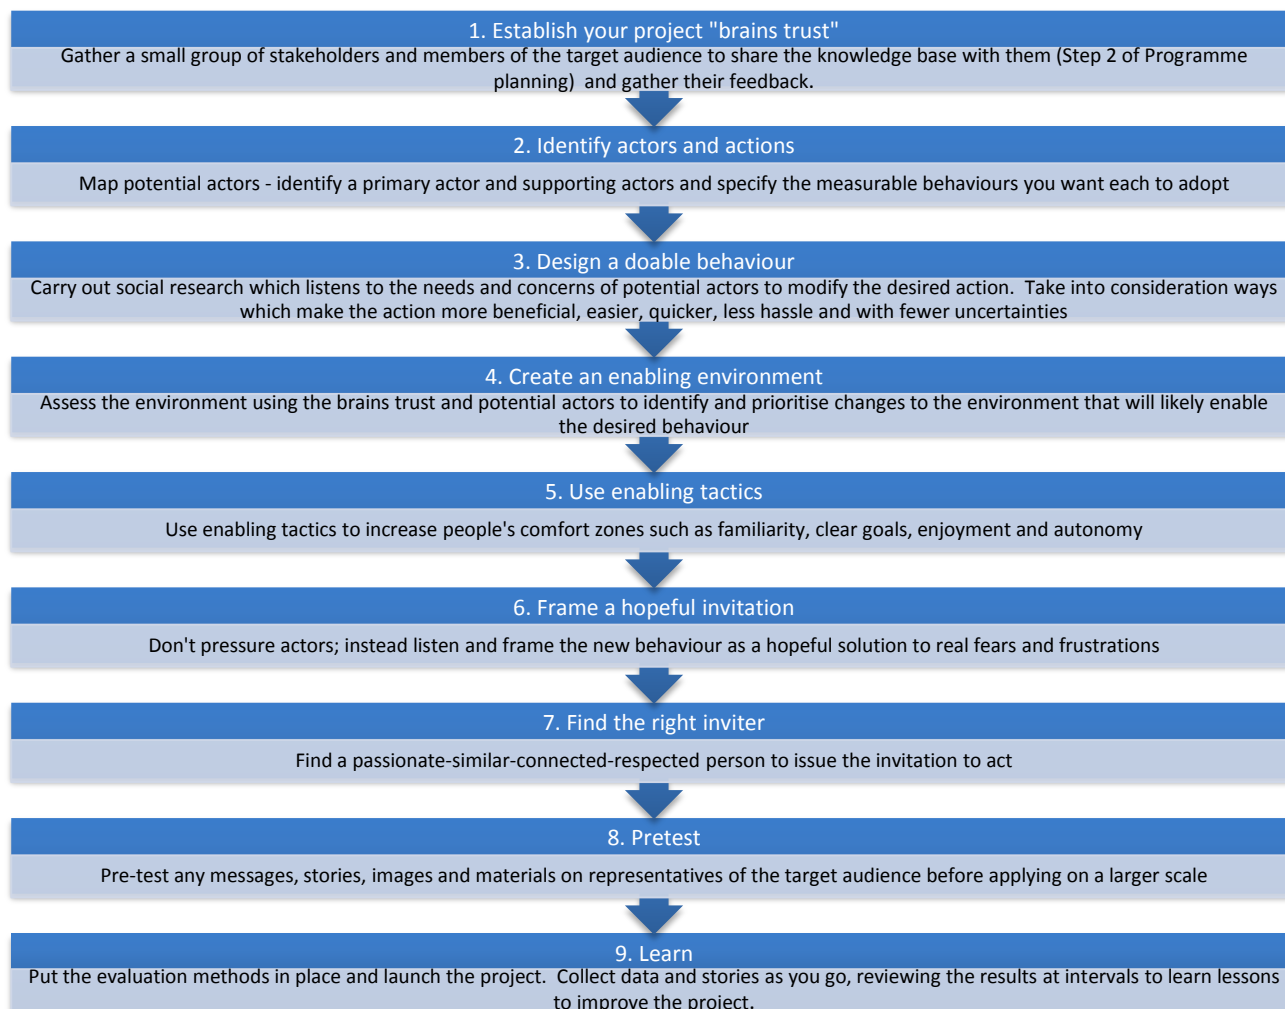 1. Establish your project "brains trust"
Gather a small group of stakeholders and members of the target audience to share the knowledge base with them (Step 2 of Programme
planning)  and gather their feedback.
2. Identify actors and actions
Map potential actors - identify a primary actor and supporting actors and specify the measurable behaviours you want each to adopt
3. Design a doable behaviour
Carry out social research which listens to the needs and concerns of potential actors to modify the desired action.  Take into consideration ways
which make the action more beneficial, easier, quicker, less hassle and with fewer uncertainties
4. Create an enabling environment
Assess the environment using the brains trust and potential actors to identify and prioritise changes to the environment that will likely enable
the desired behaviour
5. Use enabling tactics
Use enabling tactics to increase people's comfort zones such as familiarity, clear goals, enjoyment and autonomy
6. Frame a hopeful invitation
Don't pressure actors; instead listen and frame the new behaviour as a hopeful solution to real fears and frustrations
7. Find the right inviter
Find a passionate-similar-connected-respected person to issue the invitation to act
8. Pretest
Pre-test any messages, stories, images and materials on representatives of the target audience before applying on a larger scale
9. Learn
Put the evaluation methods in place and launch the project.  Collect data and stories as you go, reviewing the results at intervals to learn lessons
to improve the project.